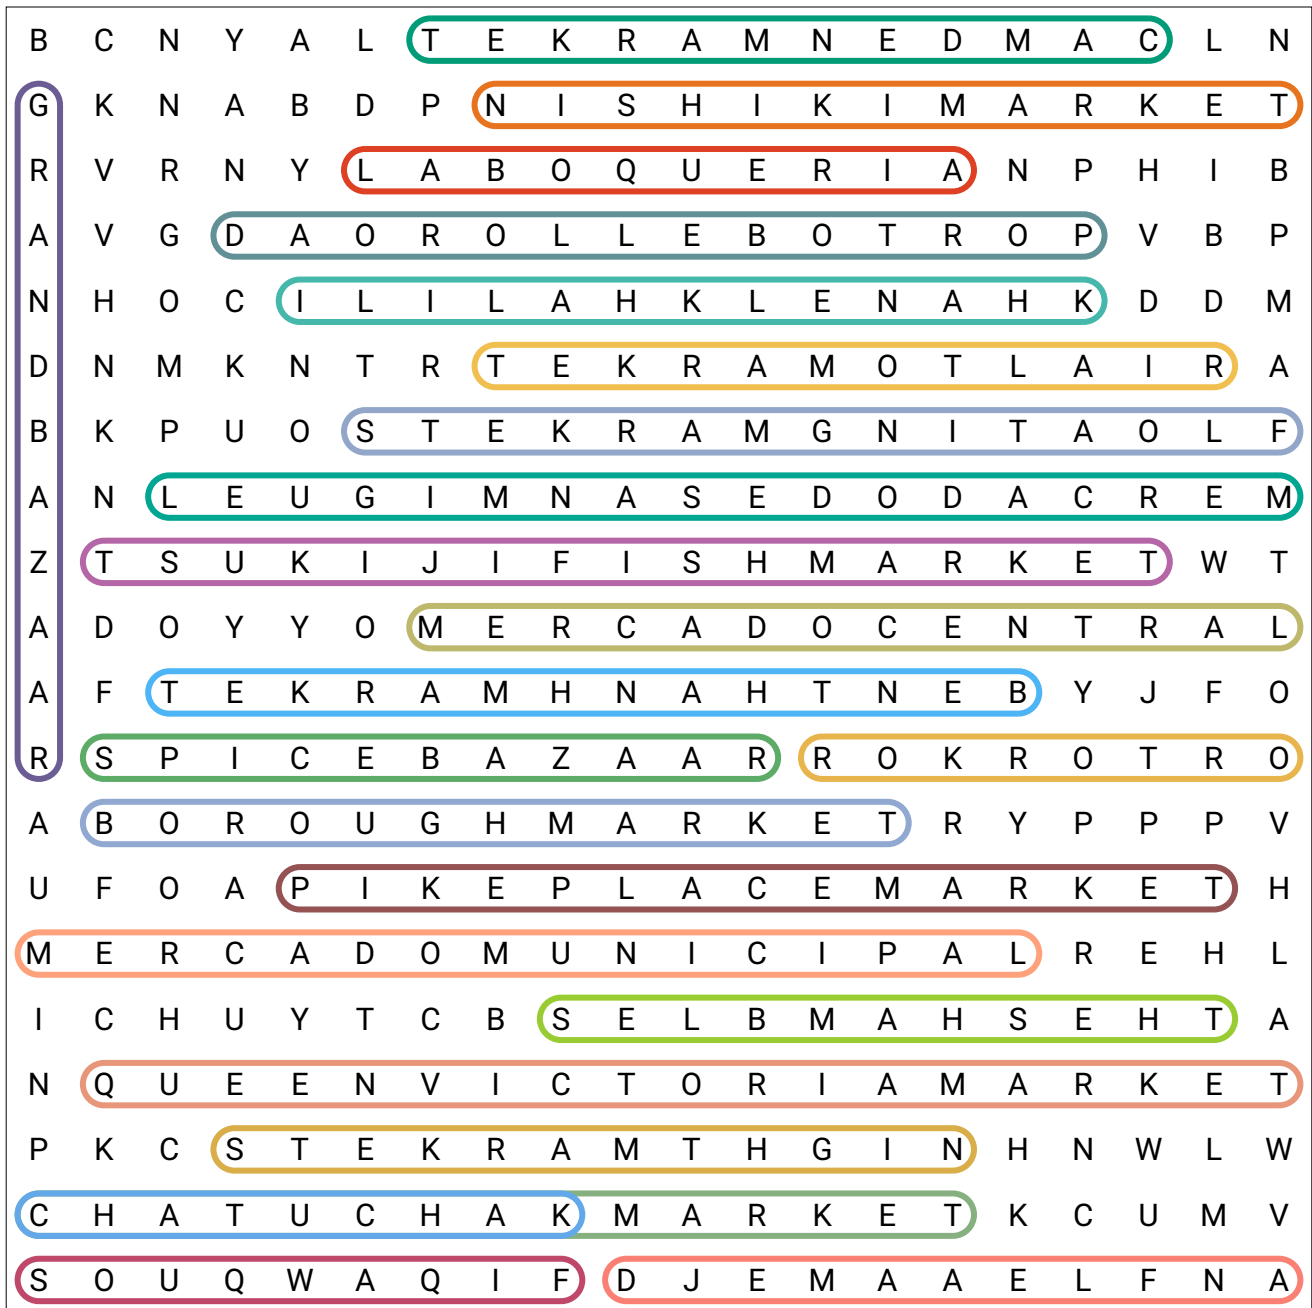 B C N Y A L T E K R A M N E D M A C L N
G K N A B D P N I S H I K I M A R K E T
R V R N Y L A B O Q U E R I A N P H I B
A V G D A O R O L L E B O T R O P V B P
N H O C I L I L A H K L E N A H K D D M
D N M K N T R T E K R A M O T L A I R A
B K P U O S T E K R A M G N I T A O L F
A N L E U G I M N A S E D O D A C R E M
Z T S U K I J I F I S H M A R K E T W T
A D O Y Y O M E R C A D O C E N T R A L
A F T E K R A M H N A H T N E B Y J F O
R S P I C E B A Z A A R R O K R O T R O
A B O R O U G H M A R K E T R Y P P P V
U F O A P I K E P L A C E M A R K E T H
M E R C A D O M U N I C I P A L R E H L
I C H U Y T C B S E L B M A H S E H T A
N Q U E E N V I C T O R I A M A R K E T
P K C S T E K R A M T H G I N H N W L W
C H A T U C H A K M A R K E T K C U M V
S O U Q W A Q I F D J E M A A E L F N A